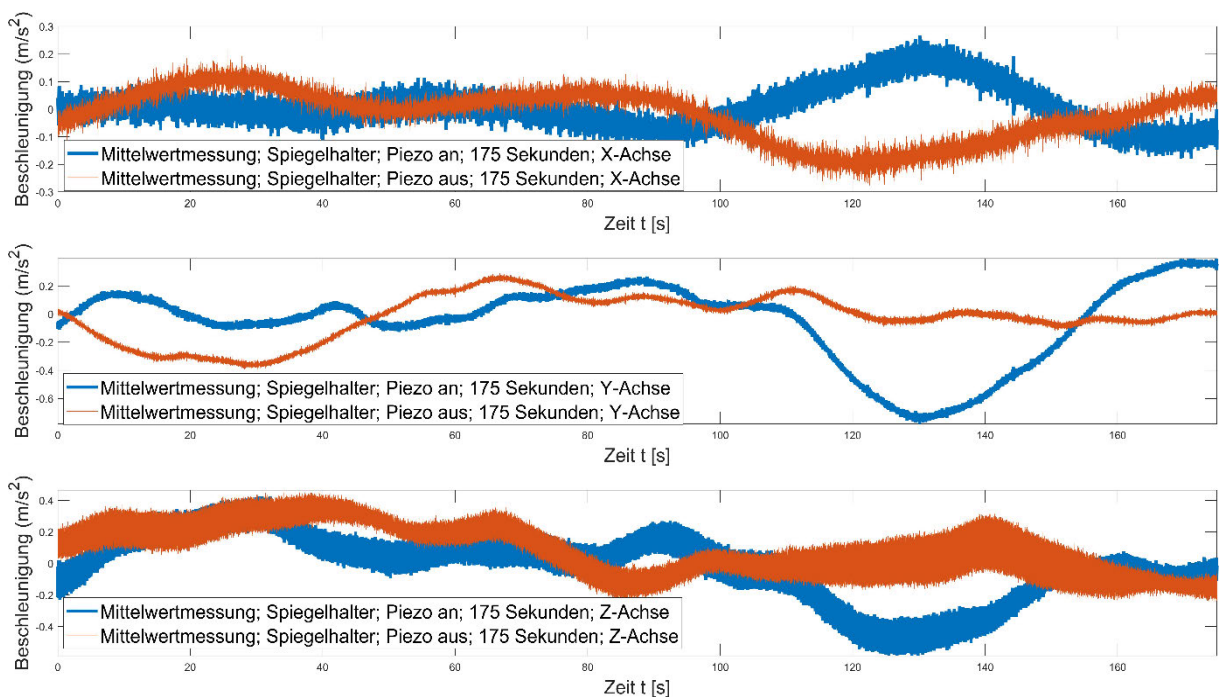 Beschleunigung (m/s²)
0.3
0.2
0.1
0
-0.1
-0.2
-0.3
Mittelwertmessung; Spiegelhalter; Piezo an; 175 Sekunden; X-Achse
Mittelwertmessung; Spiegelhalter; Piezo aus; 175 Sekunden; X-Achse
0 20 40 60 80 100 120 140 160
Zeit t [s]
Beschleunigung (m/s²)
0.2
0
-0.2
-0.4
-0.6
Mittelwertmessung; Spiegelhalter; Piezo an; 175 Sekunden; Y-Achse
Mittelwertmessung; Spiegelhalter; Piezo aus; 175 Sekunden; Y-Achse
0 20 40 60 80 100 120 140 160
Zeit t [s]
Beschleunigung (m/s²)
0.4
0.2
0
-0.2
-0.4
Mittelwertmessung; Spiegelhalter; Piezo an; 175 Sekunden; Z-Achse
Mittelwertmessung; Spiegelhalter; Piezo aus; 175 Sekunden; Z-Achse
0 20 40 60 80 100 120 140 160
Zeit t [s]